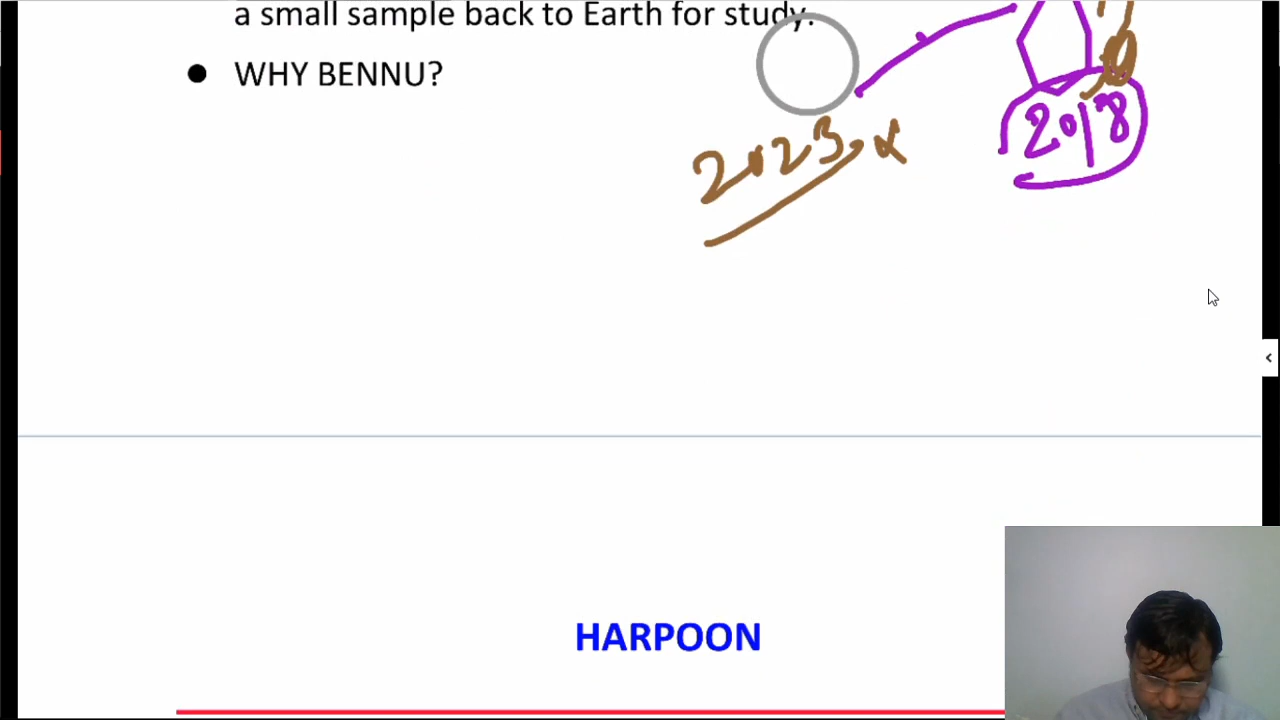 a small sample back to Earth for study.
● WHY BENNU?
2018
2023
HARPOON